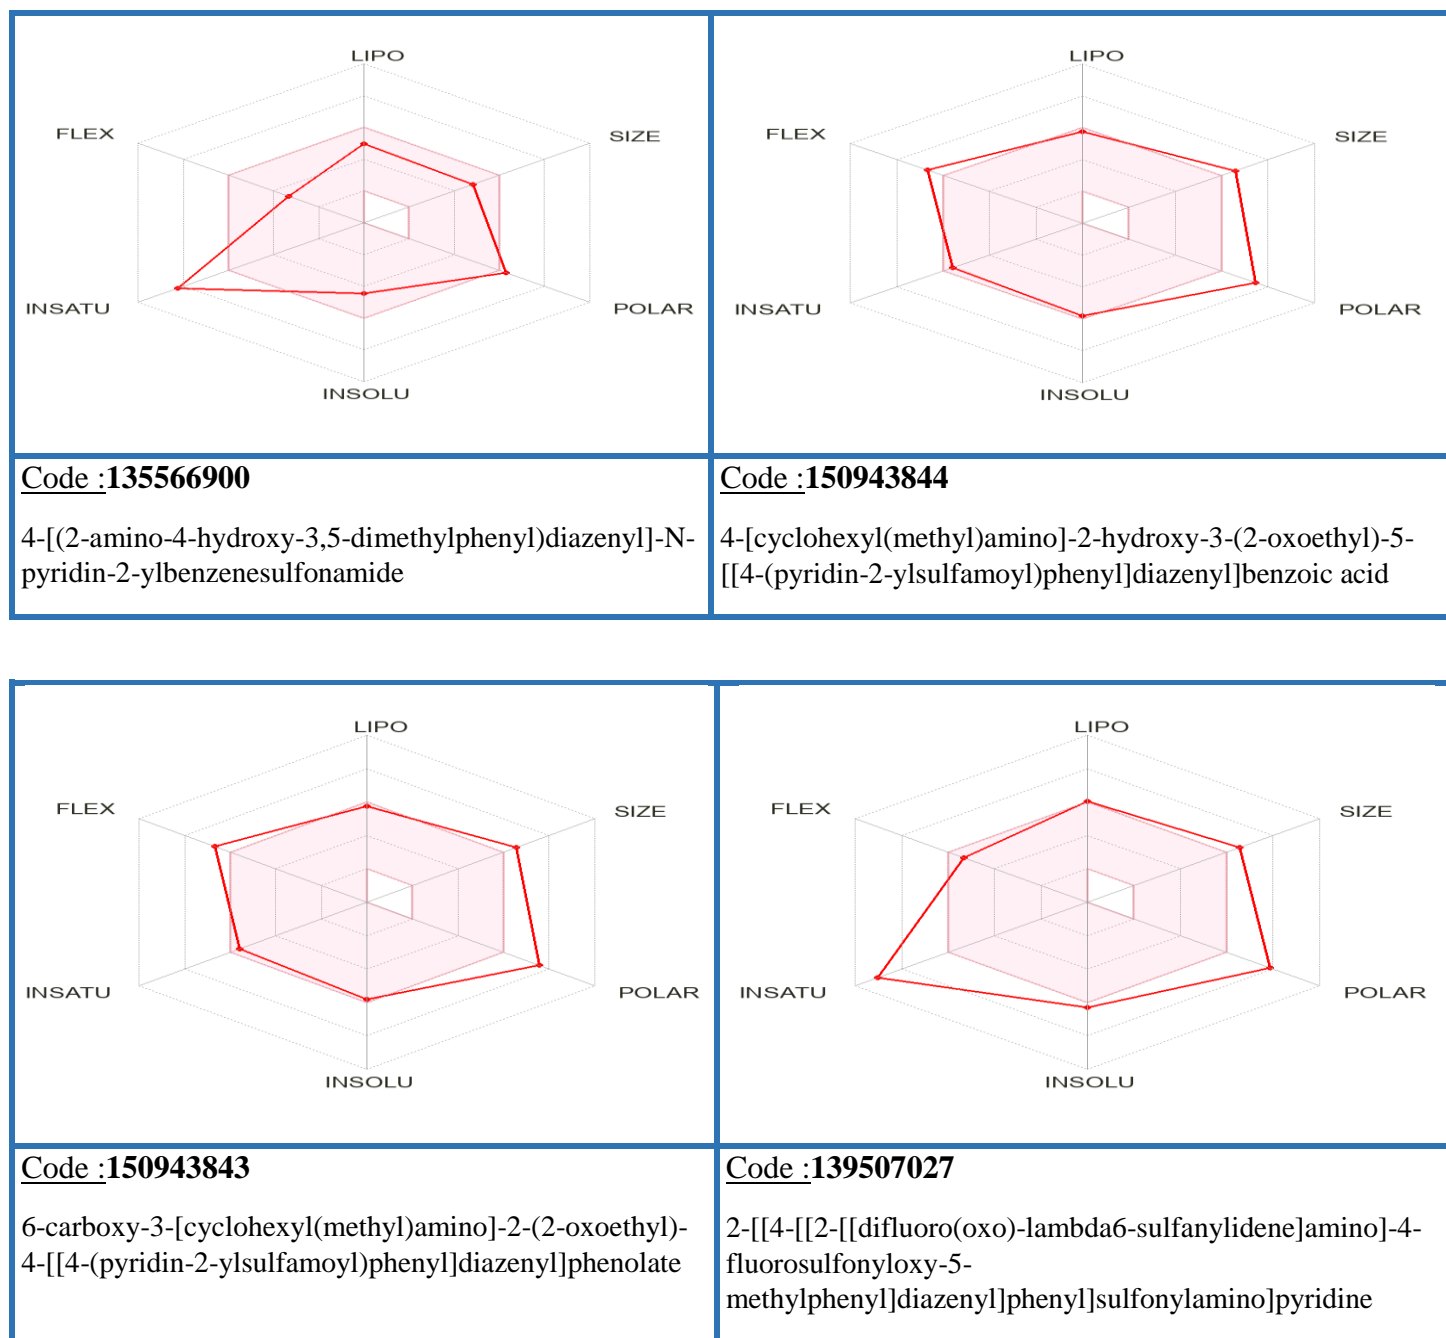 LIPO
FLEX
SIZE
INSATU
POLAR
INSOLU
LIPO
FLEX
SIZE
INSATU
POLAR
INSOLU
Code :135566900
4-[(2-amino-4-hydroxy-3,5-dimethylphenyl)diazenyl]-N-
pyridin-2-ylbenzenesulfonamide
Code :150943844
4-[cyclohexyl(methyl)amino]-2-hydroxy-3-(2-oxoethyl)-5-
[[4-(pyridin-2-ylsulfamoyl)phenyl]diazenyl]benzoic acid
LIPO
FLEX
SIZE
INSATU
POLAR
INSOLU
LIPO
FLEX
SIZE
INSATU
POLAR
INSOLU
Code :150943843
6-carboxy-3-[cyclohexyl(methyl)amino]-2-(2-oxoethyl)-
4-[[4-(pyridin-2-ylsulfamoyl)phenyl]diazenyl]phenolate
Code :139507027
2-[[4-[[2-[[difluoro(oxo)-lambda6-sulfanylidene]amino]-4-
fluorosulfonyloxy-5-
methylphenyl]diazenyl]phenyl]sulfonylamino]pyridine